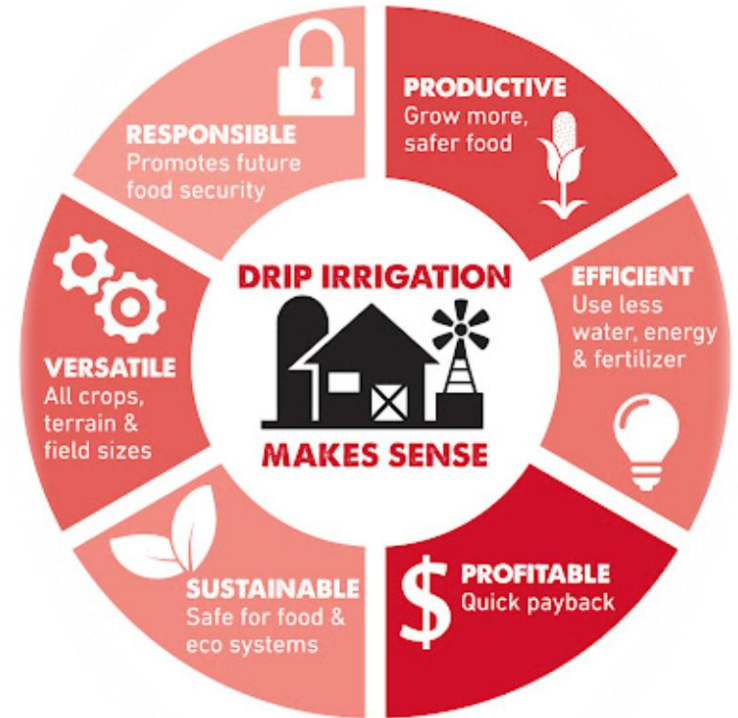 DRIP IRRIGATION
MAKES SENSE
PRODUCTIVE
Grow more,
safer food
EFFICIENT
Use less
water, energy
& fertilizer
$
PROFITABLE
Quick payback
SUSTAINABLE
Safe for food &
eco systems
VERSATILE
All crops,
terrain &
field sizes
RESPONSIBLE
Promotes future
food security